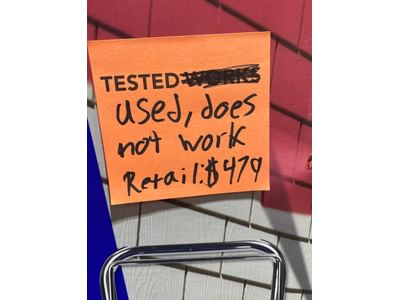 TESTED WORKS
used, does
not work
Retail: $479